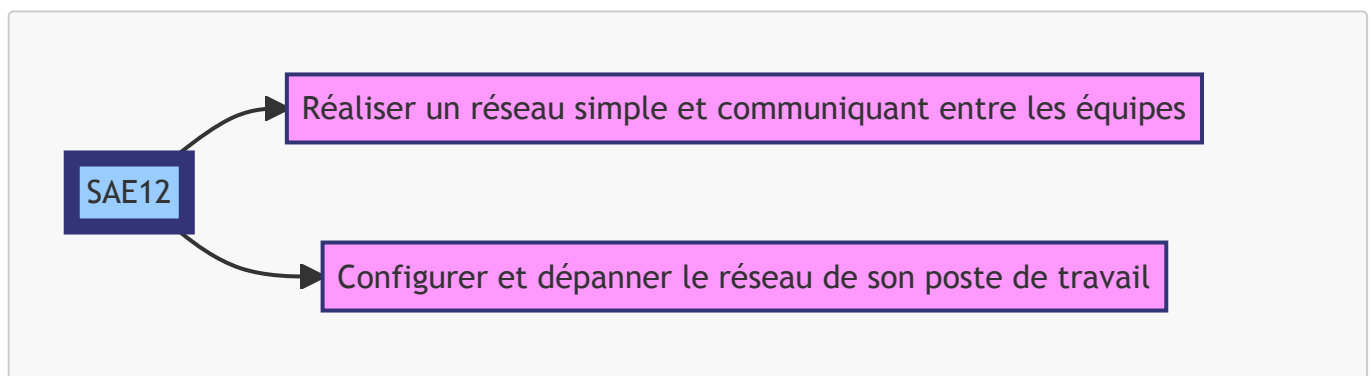 Réaliser un réseau simple et communiquant entre les équipes
SAE12
Configurer et dépanner le réseau de son poste de travail